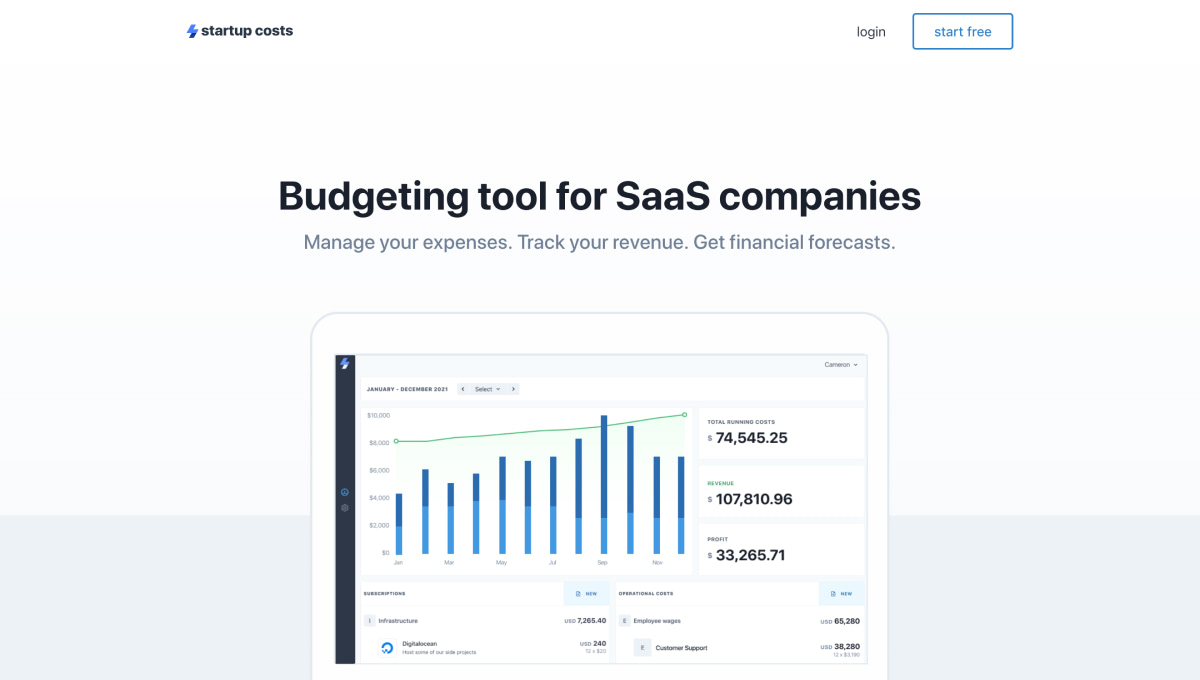 startup costs
login
start free
Budgeting tool for SaaS companies
Manage your expenses. Track your revenue. Get financial forecasts.
Cameron
JANUARY - DECEMBER 2021
Select
$10,000
$8,000
$6,000
$4,000
$2,000
$0
Jan
Mar
May
Jul
Sep
Nov
TOTAL RUNNING COSTS
$ 74,545.25
REVENUE
$ 107,810.96
PROFIT
$ 33,265.71
SUBSCRIPTIONS
NEW
I Infrastructure
USD 7,265.40
Digitalocean
USD 240
Host some of our side projects
12 x $20
OPERATIONAL COSTS
NEW
E Employee wages
USD 65,280
E Customer Support
USD 38,280
12 x $3,190